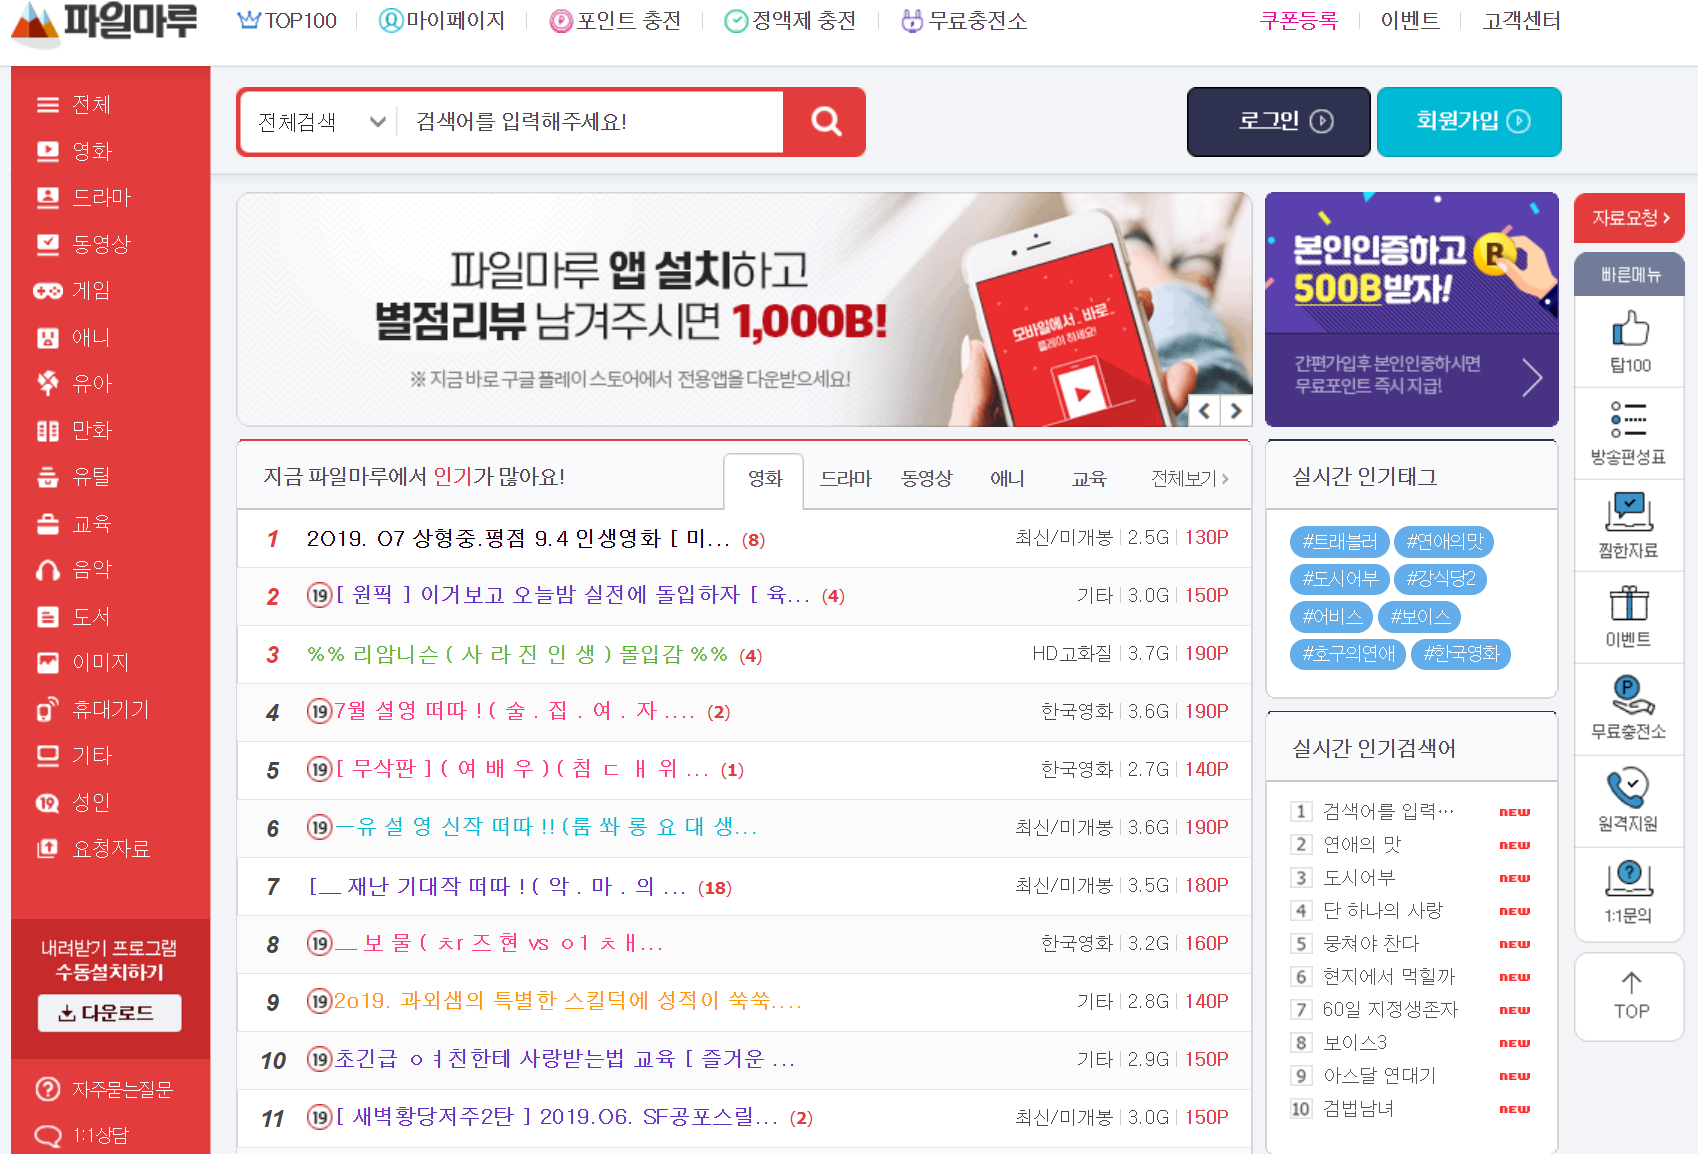 파일마루
TOP100
마이페이지
포인트 충전
정액제 충전
무료충전소
쿠폰등록
이벤트
고객센터
전체
영화
드라마
동영상
게임
애니
유아
만화
유틸
교육
음악
도서
이미지
휴대기기
기타
성인
요청자료
내려받기 프로그램
수동설치하기
다운로드
자주묻는질문
1:1상담
전체검색
검색어를 입력해주세요!
로그인
회원가입
파일마루 앱 설치하고
별점리뷰 남겨주시면 1,000B!
※ 지금 바로 구글 플레이 스토어에서 전용앱을 다운받으세요!
모바일에서 바로
플레이 하세요!
본인인증하고
500B받자!
간편가입후 본인인증하시면
무료포인트 즉시 지급!
지금 파일마루에서 인기가 많아요!
영화 드라마 동영상 애니 교육 전체보기
1 2O19. O7 상형중.평점 9.4 인생영화 [ 미... (8) 최신/미개봉 2.5G 130P
2 19 [ 원픽 ] 이거보고 오늘밤 실전에 돌입하자 [ 육... (4) 기타 3.0G 150P
3 %% 리암니슨 ( 사 라 진 인 생 ) 몰입감 %% (4) HD고화질 3.7G 190P
4 19 7월 셜영 떠따 ! ( 술 . 집 . 여 . 자 .... (2) 한국영화 3.6G 190P
5 19 [ 무삭판 ] ( 여 배 우 ) ( 침 ㄷ ㅐ 위 ... (1) 한국영화 2.7G 140P
6 19 ㅡ유 설 영 신작 떠따 !! (룸 쏴 롱 요 대 생... 최신/미개봉 3.6G 190P
7 [__ 재난 기대작 떠따 ! ( 악 . 마 . 의 ... (18) 최신/미개봉 3.5G 180P
8 19 __ 보 물 ( ㅊr 즈 현 vs ㅇ1 ㅊㅐ... 한국영화 3.2G 160P
9 19 2o19. 과외샘의 특별한 스킬덕에 성적이 쑥쑥.... 기타 2.8G 140P
10 19 초긴급 ㅇㅕ친한테 사랑받는법 교육 [ 즐거운 ... 기타 2.9G 150P
11 19 [ 새벽황당저주2탄 ] 2019.O6. SF공포스릴... (2) 최신/미개봉 3.0G 150P
실시간 인기태그
#트래블러 #연애의맛
#도시어부 #강식당2
#어비스 #보이스
#호구의연애 #한국영화
실시간 인기검색어
1 검색어를 입력… NEW
2 연애의 맛 NEW
3 도시어부 NEW
4 단 하나의 사랑 NEW
5 뭉쳐야 찬다 NEW
6 현지에서 먹힐까 NEW
7 60일 지정생존자 NEW
8 보이스3 NEW
9 아스달 연대기 NEW
10 검법남녀 NEW
자료요청
빠른메뉴
탑100
방송편성표
찜한자료
이벤트
무료충전소
원격지원
1:1문의
TOP